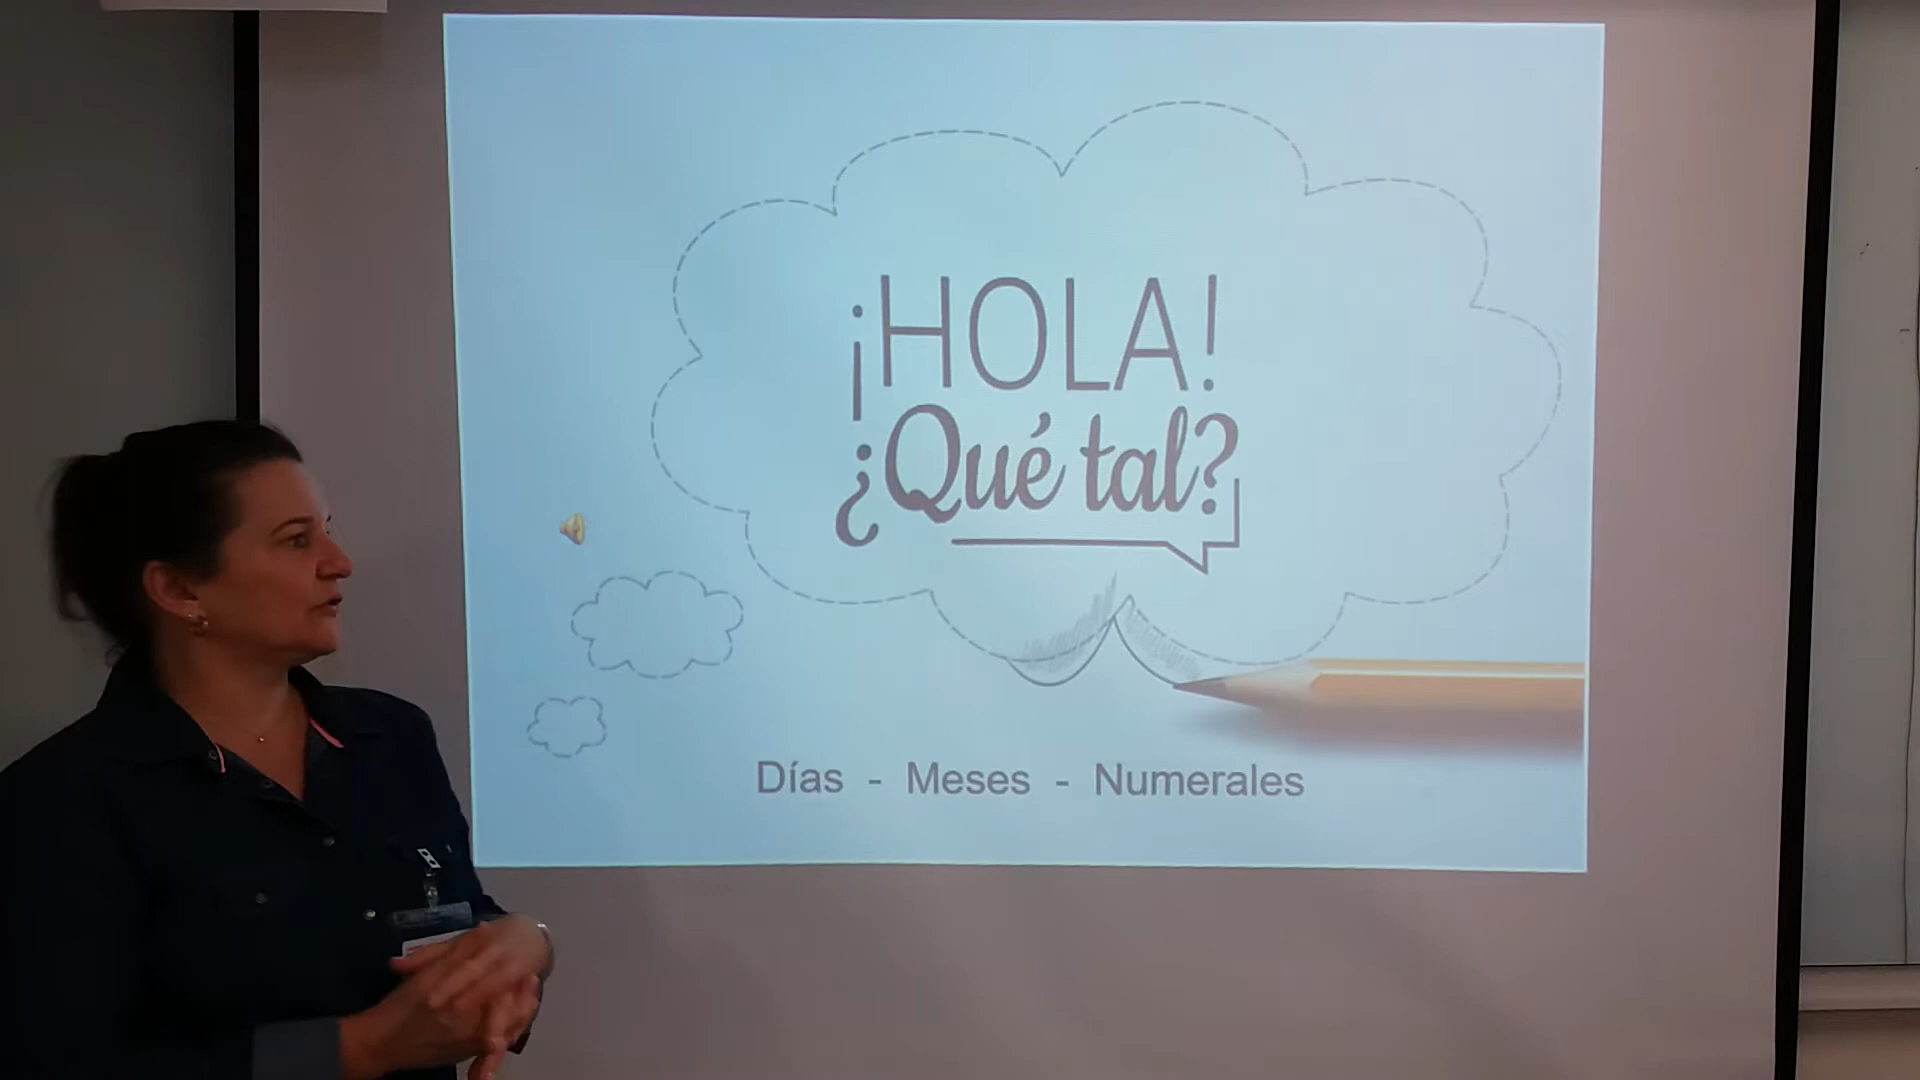 ¡HOLA!
¿Qué tal?
Días - Meses - Numerales